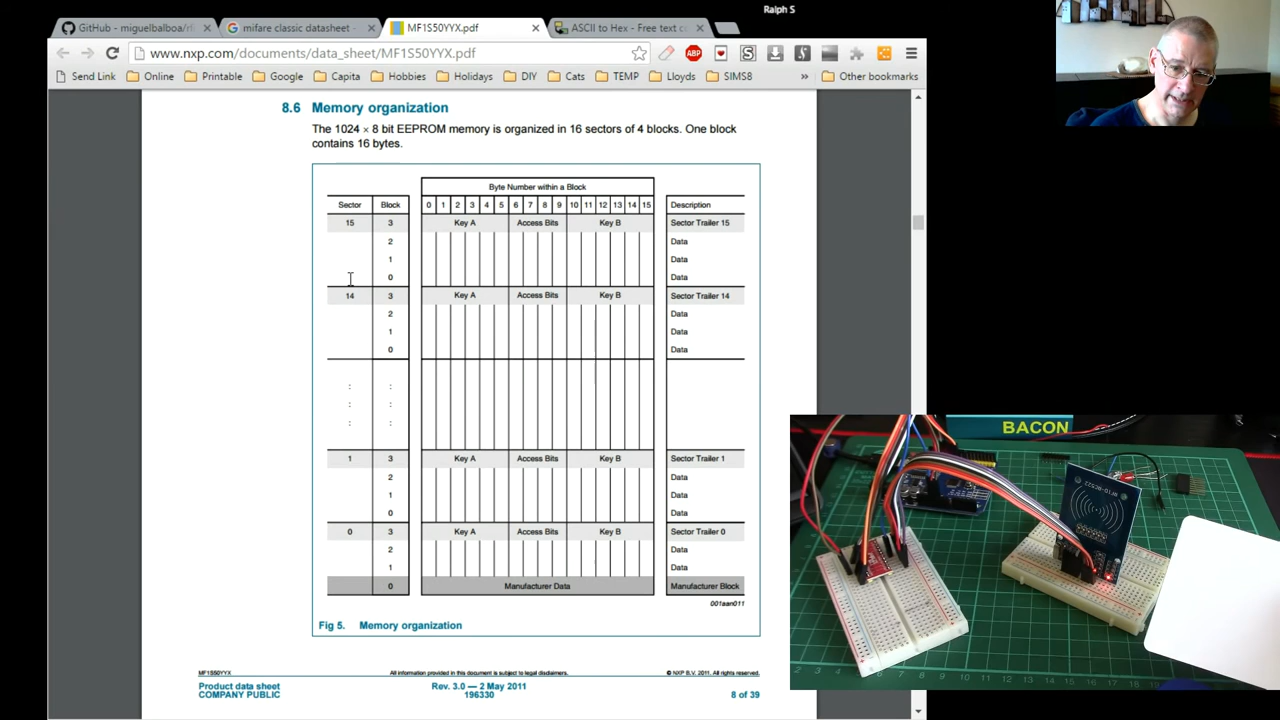 Ralph S
GitHub - miguelbalboa/rfi
mifare classic datasheet -
MF1S50YYX.pdf
ASCII to Hex - Free text c
www.nxp.com/documents/data_sheet/MF1S50YYX.pdf
ABP
S
Send Link
Online
Printable
Google
Capita
Hobbies
Holidays
DIY
Cats
TEMP
Lloyds
SIMS8
»
Other bookmarks
8.6 Memory organization
The 1024 × 8 bit EEPROM memory is organized in 16 sectors of 4 blocks. One block
contains 16 bytes.
Byte Number within a Block
Sector Block 0 1 2 3 4 5 6 7 8 9 10 11 12 13 14 15 Description
15 3 Key A Access Bits Key B Sector Trailer 15
2 Data
1 Data
0 Data
14 3 Key A Access Bits Key B Sector Trailer 14
2 Data
1 Data
0 Data
: :
: :
: :
1 3 Key A Access Bits Key B Sector Trailer 1
2 Data
1 Data
0 Data
0 3 Key A Access Bits Key B Sector Trailer 0
2 Data
1 Data
0 Manufacturer Data Manufacturer Block
001aan011
Fig 5. Memory organization
MF1S50YYX
All information provided in this document is subject to legal disclaimers.
© NXP B.V. 2011. All rights reserved.
Product data sheet
COMPANY PUBLIC
Rev. 3.0 — 2 May 2011
196330
8 of 39
BACON
RFID-RC522